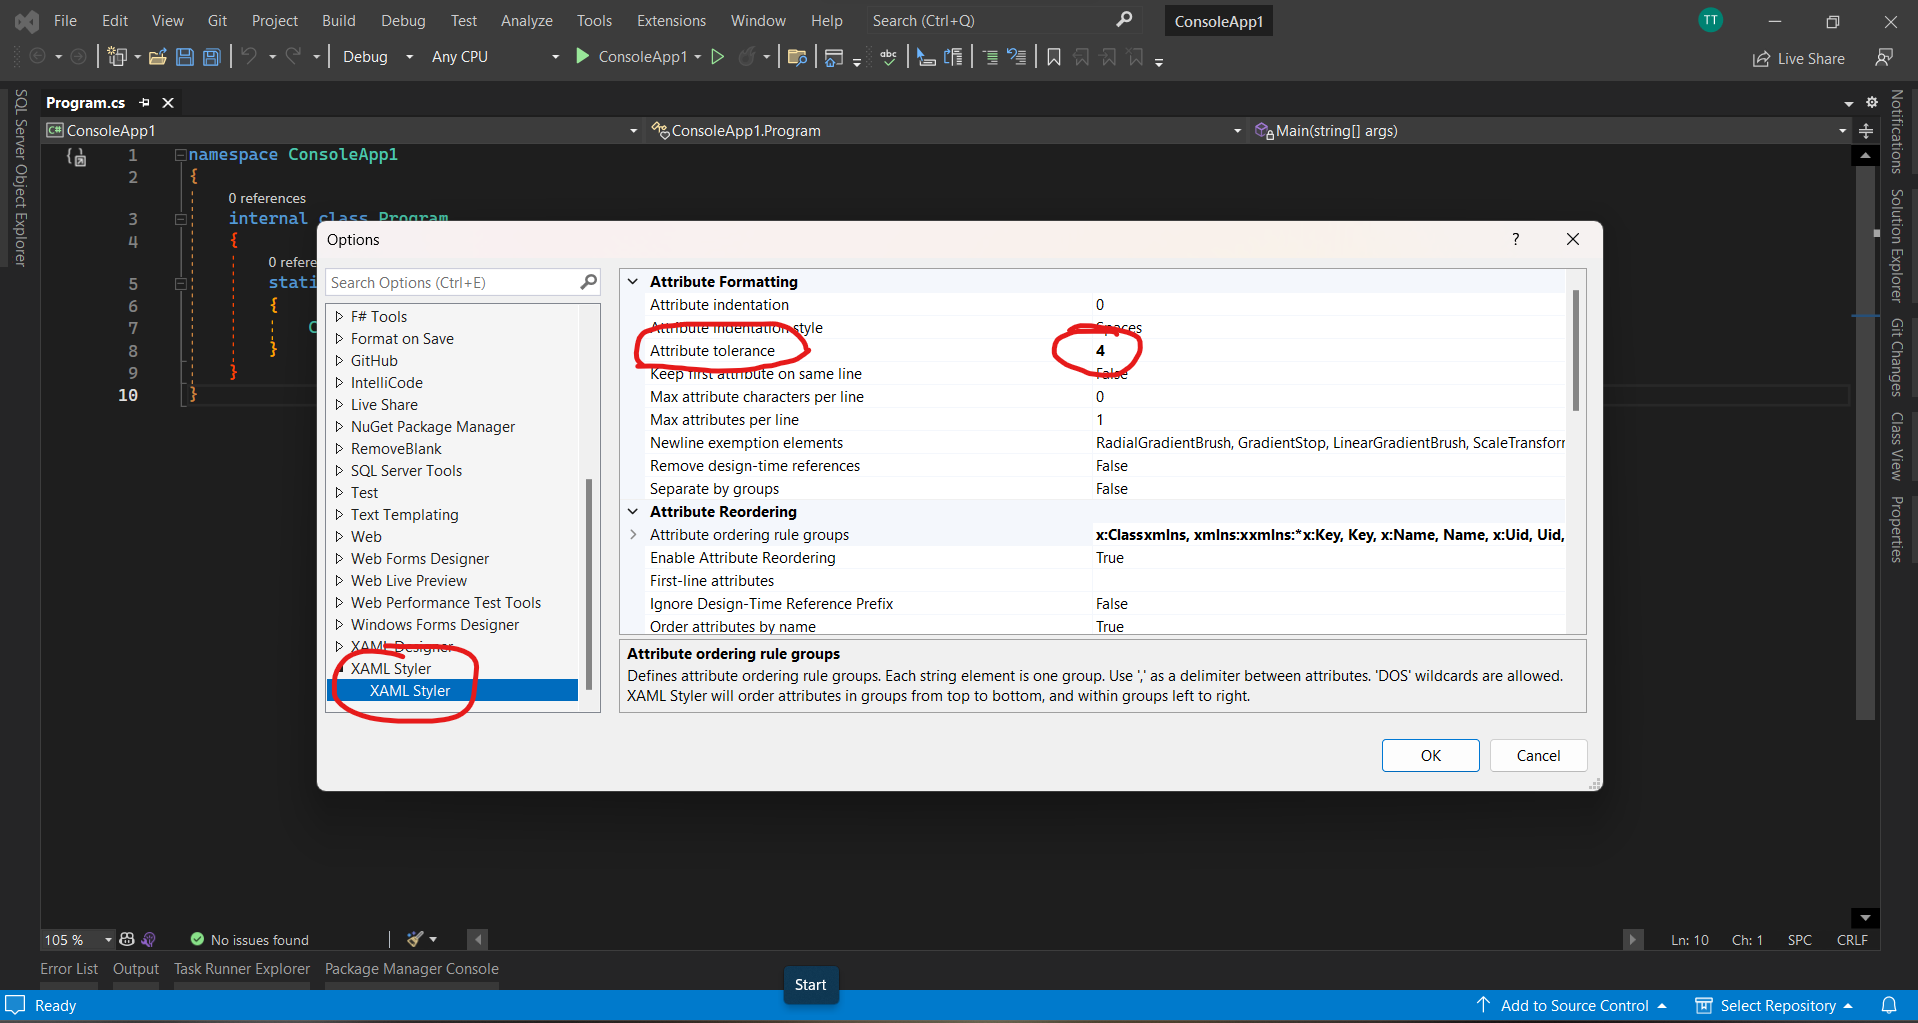 File Edit View Git Project Build Debug Test Analyze Tools Extensions Window Help Search (Ctrl+Q) ConsoleApp1 TT
Debug Any CPU ConsoleApp1 abc Live Share
Program.cs
C# ConsoleApp1 ConsoleApp1.Program Main(string[] args)
SQL Server Object Explorer
1 namespace ConsoleApp1
2 {
0 references
3 internal class Program
4 {
0 refere
5 stati
6 {
7 C
8 }
9 }
10 }
Options ?
Search Options (Ctrl+E)
F# Tools
Format on Save
GitHub
IntelliCode
Live Share
NuGet Package Manager
RemoveBlank
SQL Server Tools
Test
Text Templating
Web
Web Forms Designer
Web Live Preview
Web Performance Test Tools
Windows Forms Designer
XAML Designer
XAML Styler
XAML Styler
Attribute Formatting
Attribute indentation 0
Attribute indentation style Spaces
Attribute tolerance 4
Keep first attribute on same line False
Max attribute characters per line 0
Max attributes per line 1
Newline exemption elements RadialGradientBrush, GradientStop, LinearGradientBrush, ScaleTransfor
Remove design-time references False
Separate by groups False
Attribute Reordering
Attribute ordering rule groups x:Classxmlns, xmlns:xxmlns:*x:Key, Key, x:Name, Name, x:Uid, Uid,
Enable Attribute Reordering True
First-line attributes
Ignore Design-Time Reference Prefix False
Order attributes by name True
Attribute ordering rule groups
Defines attribute ordering rule groups. Each string element is one group. Use ',' as a delimiter between attributes. 'DOS' wildcards are allowed.
XAML Styler will order attributes in groups from top to bottom, and within groups left to right.
OK Cancel
Notifications
Solution Explorer
Git Changes
Class View
Properties
105 % No issues found Ln: 10 Ch: 1 SPC CRLF
Error List Output Task Runner Explorer Package Manager Console
Start
Ready Add to Source Control Select Repository